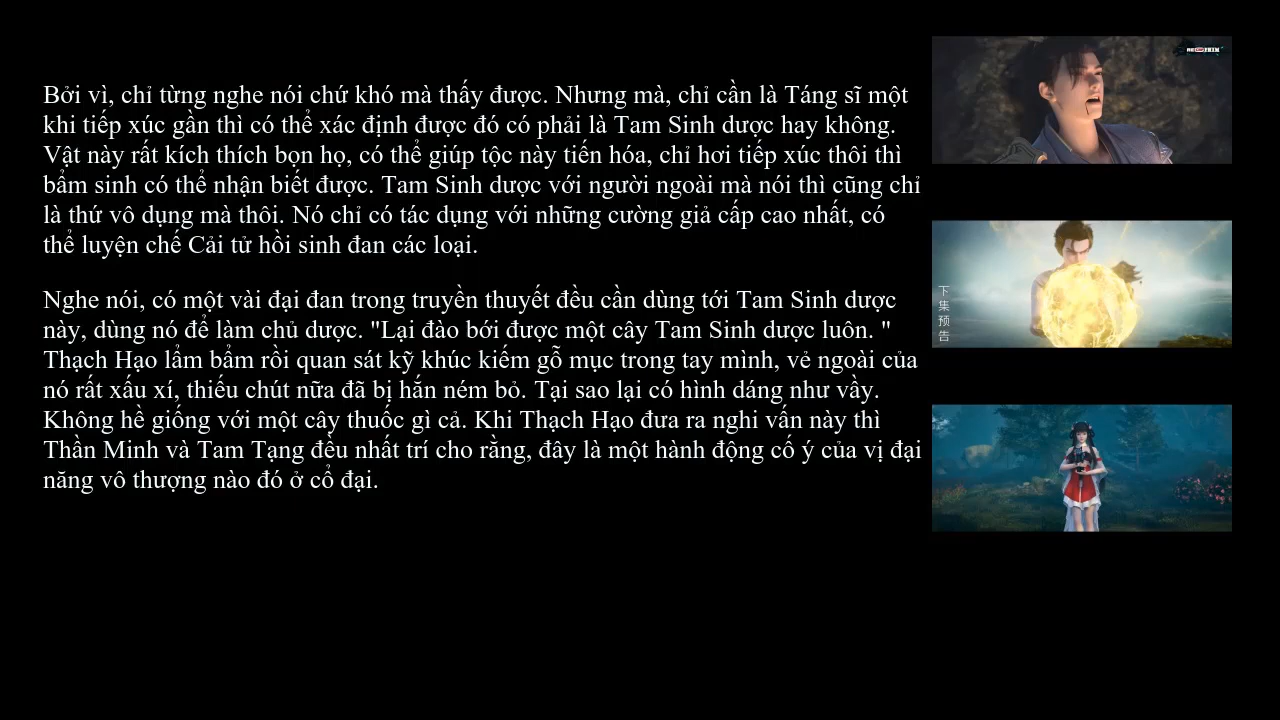 Bởi vì, chỉ từng nghe nói chứ khó mà thấy được. Nhưng mà, chỉ cần là Táng sĩ một
khi tiếp xúc gần thì có thể xác định được đó có phải là Tam Sinh dược hay không.
Vật này rất kích thích bọn họ, có thể giúp tộc này tiến hóa, chỉ hơi tiếp xúc thôi thì
bẩm sinh có thể nhận biết được. Tam Sinh dược với người ngoài mà nói thì cũng chỉ
là thứ vô dụng mà thôi. Nó chỉ có tác dụng với những cường giả cấp cao nhất, có
thể luyện chế Cải tử hồi sinh đan các loại.
Nghe nói, có một vài đại đan trong truyền thuyết đều cần dùng tới Tam Sinh dược
này, dùng nó để làm chủ dược. "Lại đào bới được một cây Tam Sinh dược luôn. "
Thạch Hạo lẩm bẩm rồi quan sát kỹ khúc kiếm gỗ mục trong tay mình, vẻ ngoài của
nó rất xấu xí, thiếu chút nữa đã bị hắn ném bỏ. Tại sao lại có hình dáng như vầy.
Không hề giống với một cây thuốc gì cả. Khi Thạch Hạo đưa ra nghi vấn này thì
Thần Minh và Tam Tạng đều nhất trí cho rằng, đây là một hành động cố ý của vị đại
năng vô thượng nào đó ở cổ đại.
下集预告